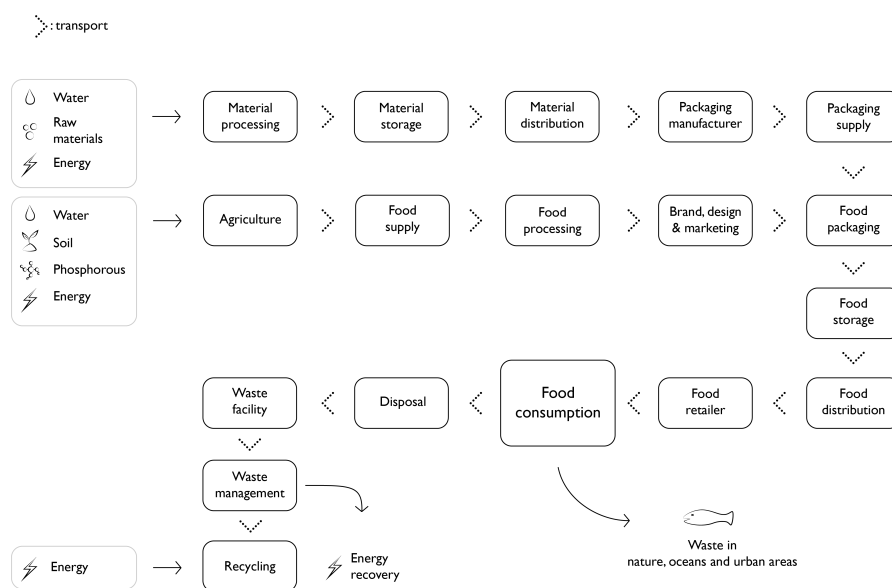 : transport
Water
Raw
materials
Energy
Material
processing
Material
storage
Material
distribution
Packaging
manufacturer
Packaging
supply
Water
Soil
Phosphorous
Energy
Agriculture
Food
supply
Food
processing
Brand, design
& marketing
Food
packaging
Food
storage
Waste
facility
Disposal
Food
consumption
Food
retailer
Food
distribution
Waste
management
Energy
Recycling
Energy
recovery
Waste in
nature, oceans and urban areas